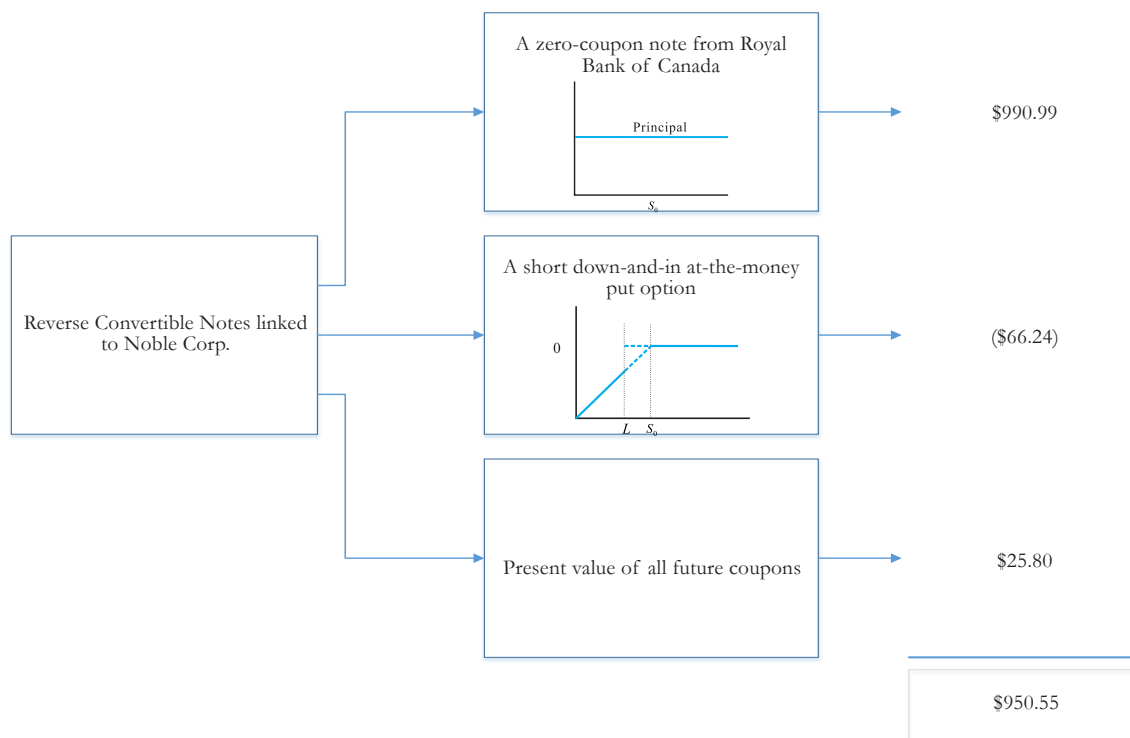 A zero-coupon note from Royal
Bank of Canada
Principal
S₀
$990.99
Reverse Convertible Notes linked
to Noble Corp.
A short down-and-in at-the-money
put option
0
L S₀
($66.24)
Present value of all future coupons
$25.80
$950.55